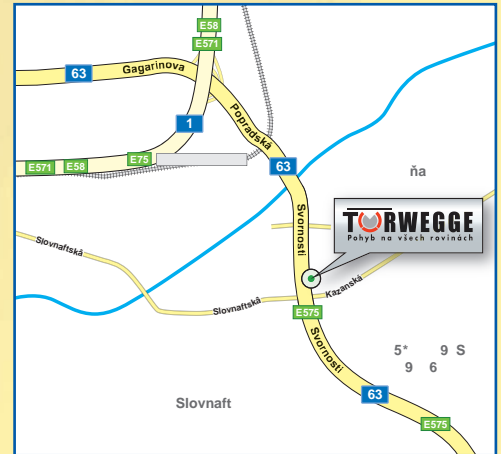 E58
E571
63
Gagarinova
1
Popradská
E571
E58
E75
63
ňa
TORWEGGE
Pohyb na všech rovinách
Svornosti
Slovnaftská
Slovnaftská
Kazanská
E575
Svornosti
5* 9 S
9 6
Slovnaft
63
E575